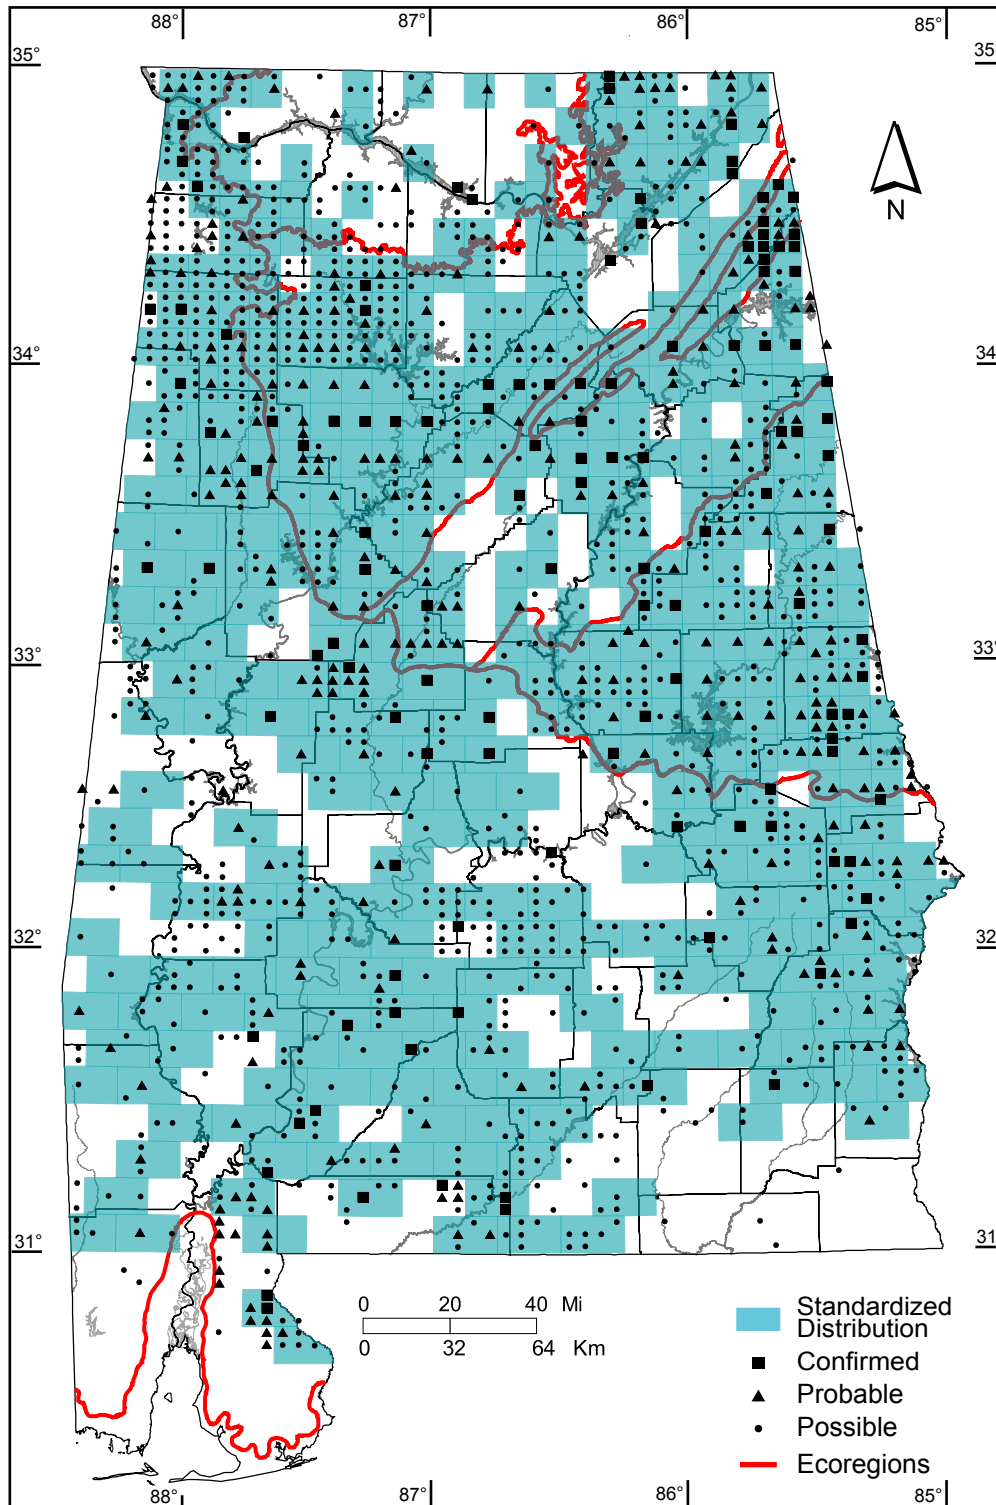 88° 87° 86° 85°
35° 35°
N
34° 34
33° 33
32° 32
31° 31
0 20 40 Mi
0 32 64 Km
Standardized
Distribution
Confirmed
Probable
Possible
Ecoregions
88° 87° 86° 85°